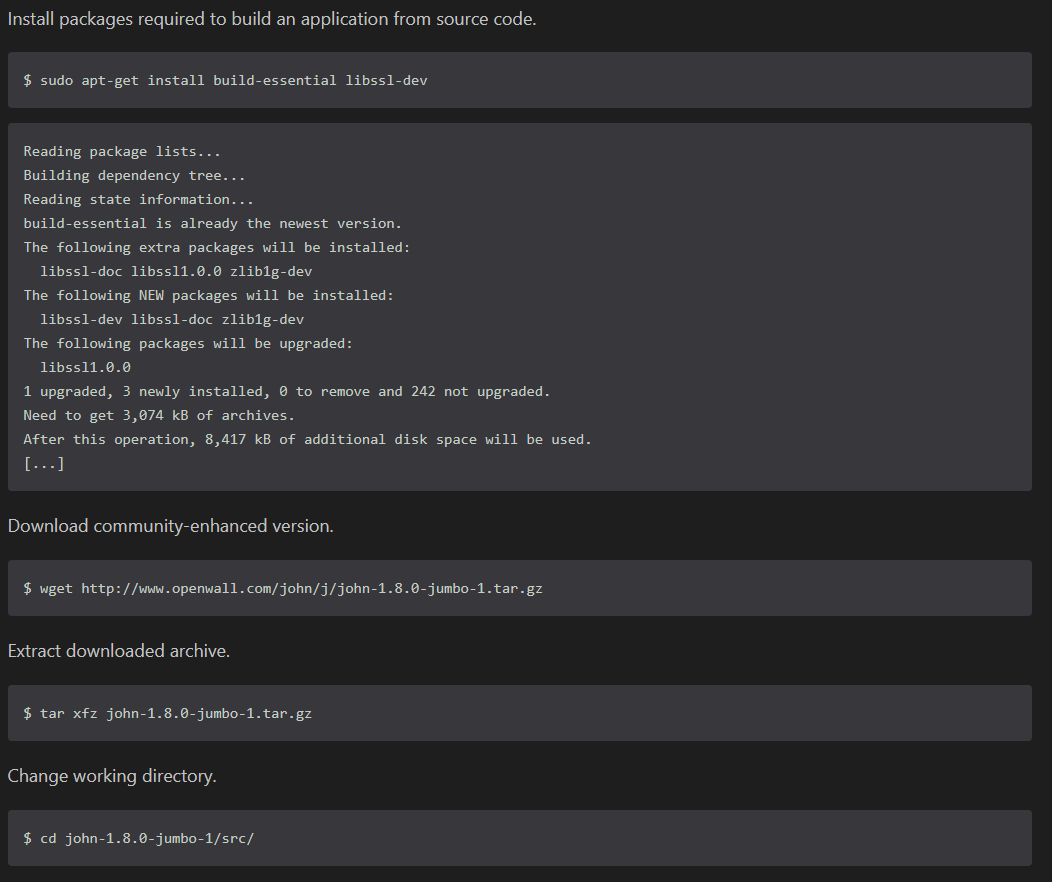 Install packages required to build an application from source code.
$ sudo apt-get install build-essential libssl-dev
Reading package lists...
Building dependency tree...
Reading state information...
build-essential is already the newest version.
The following extra packages will be installed:
  libssl-doc libssl1.0.0 zlib1g-dev
The following NEW packages will be installed:
  libssl-dev libssl-doc zlib1g-dev
The following packages will be upgraded:
  libssl1.0.0
1 upgraded, 3 newly installed, 0 to remove and 242 not upgraded.
Need to get 3,074 kB of archives.
After this operation, 8,417 kB of additional disk space will be used.
[...]
Download community-enhanced version.
$ wget http://www.openwall.com/john/j/john-1.8.0-jumbo-1.tar.gz
Extract downloaded archive.
$ tar xfz john-1.8.0-jumbo-1.tar.gz
Change working directory.
$ cd john-1.8.0-jumbo-1/src/